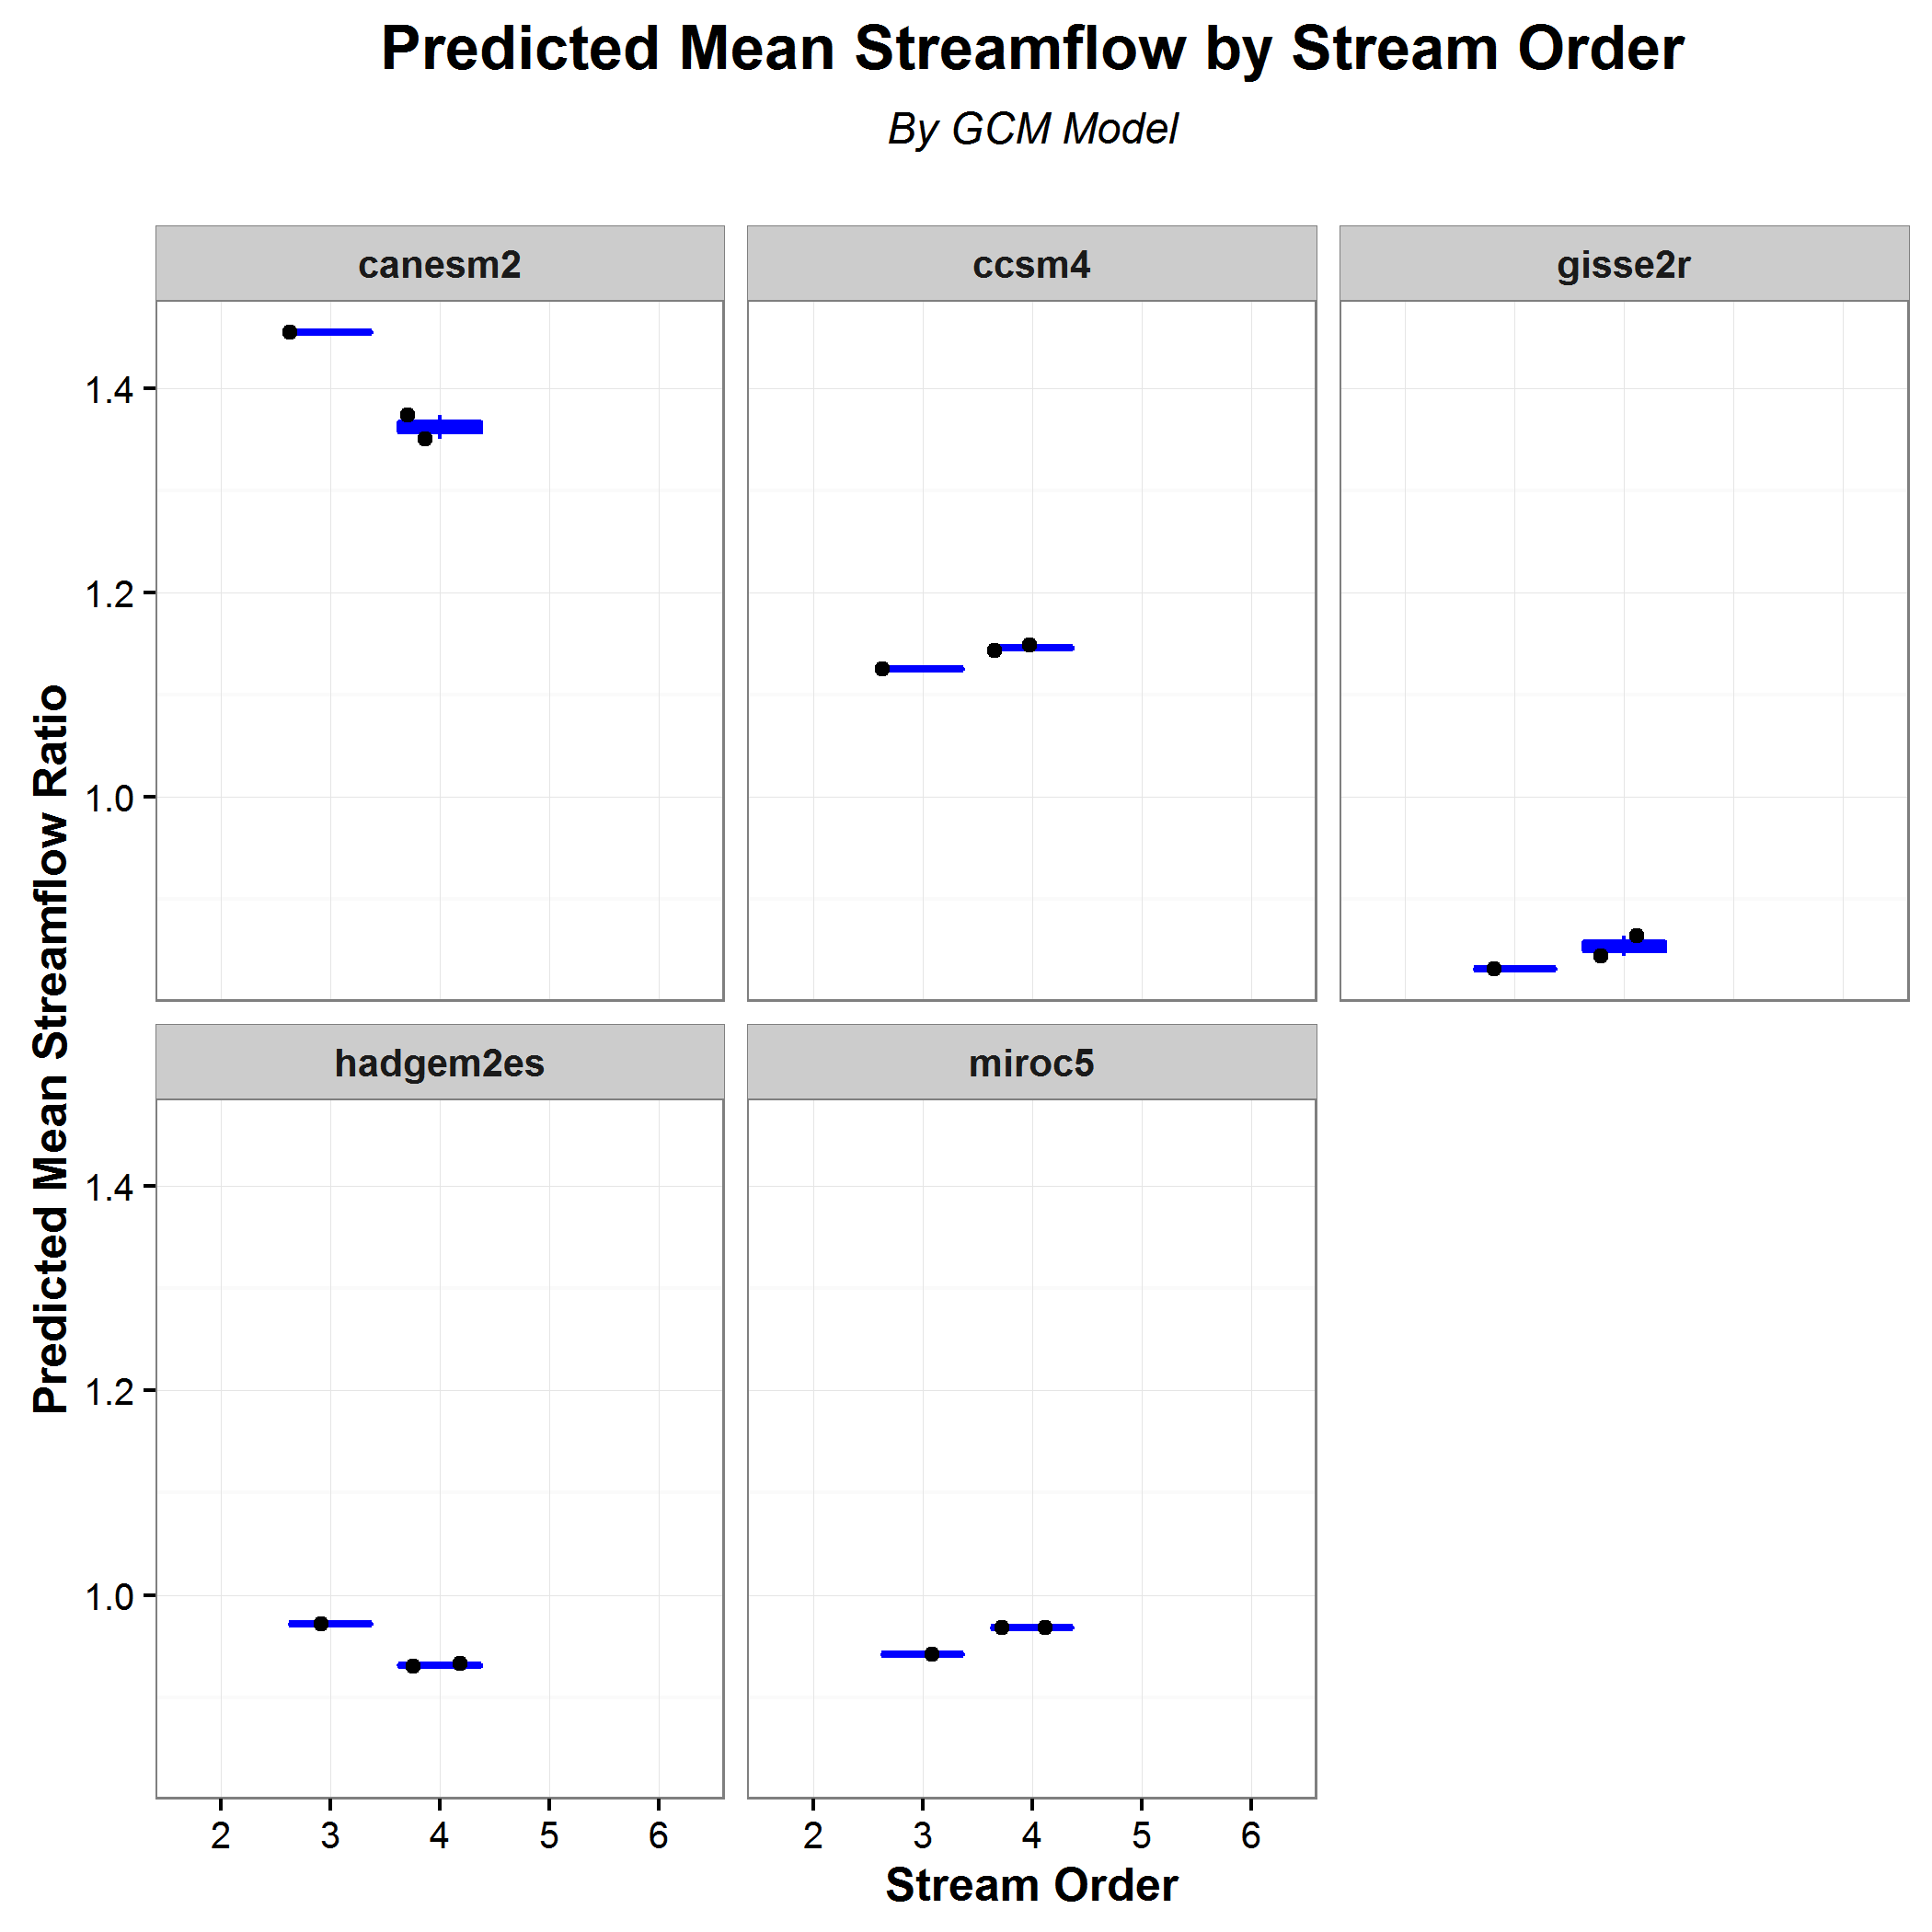 Predicted Mean Streamflow by Stream Order
By GCM Model
canesm2
ccsm4
gisse2r
1.4
1.2
1.0
hadgem2es
miroc5
1.4
1.2
1.0
2 3 4 5 6
2 3 4 5 6
Predicted Mean Streamflow Ratio
Stream Order